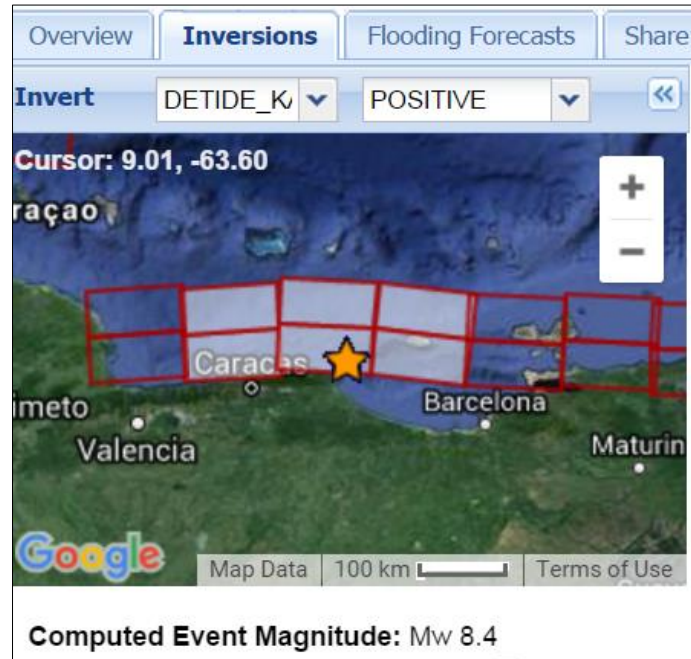 Overview Inversions Flooding Forecasts Share
Invert DETIDE_K POSITIVE
Cursor: 9.01, -63.60
raçao
Caracas
imeto
Barcelona
Valencia
Maturin
Google Map Data 100 km Terms of Use
Computed Event Magnitude: Mw 8.4